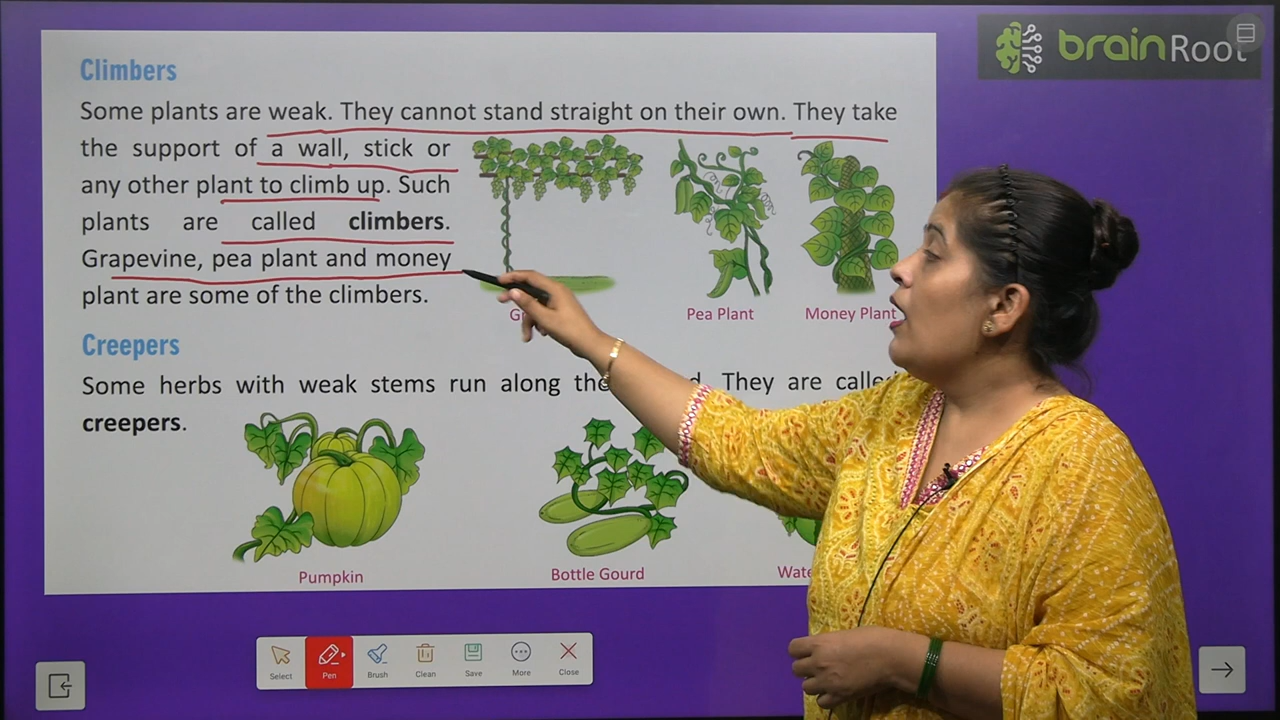 brainRoot
Climbers
Some plants are weak. They cannot stand straight on their own. They take
the support of a wall, stick or
any other plant to climb up. Such
plants are called climbers.
Grapevine, pea plant and money
plant are some of the climbers.
Pea Plant
Money Plant
Creepers
Some herbs with weak stems run along They are called
creepers.
Pumpkin
Bottle Gourd
Select
Pen
Brush
Clean
Save
More
Close